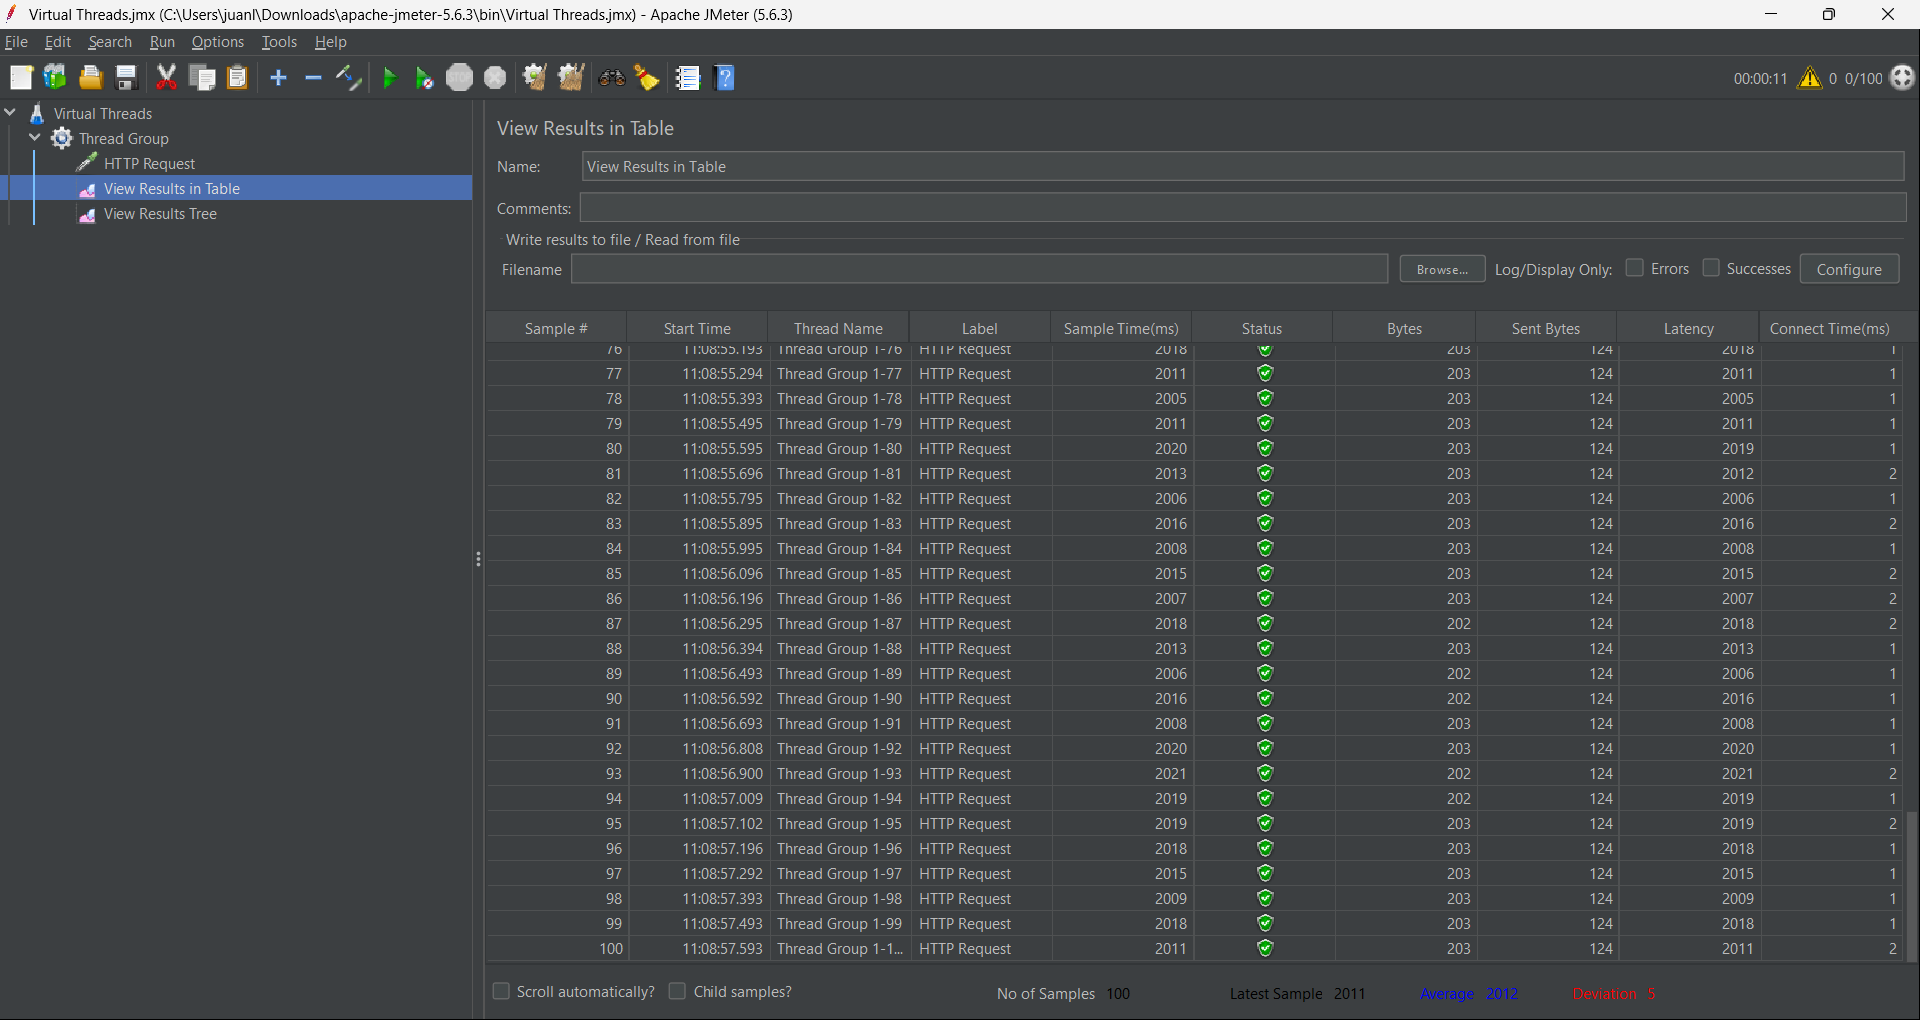 Virtual Threads.jmx (C:\Users\juanl\Downloads\apache-jmeter-5.6.3\bin\Virtual Threads.jmx) - Apache JMeter (5.6.3)
File Edit Search Run Options Tools Help
STOP 00:00:11 0 0/100
Virtual Threads
Thread Group
HTTP Request
View Results in Table
View Results Tree
View Results in Table
Name: View Results in Table
Comments:
Write results to file / Read from file
Filename Browse... Log/Display Only: Errors Successes Configure
Sample # Start Time Thread Name Label Sample Time(ms) Status Bytes Sent Bytes Latency Connect Time(ms)
76 11:08:55.193 Thread Group 1-76 HTTP Request 2018 203 124 2018 1
77 11:08:55.294 Thread Group 1-77 HTTP Request 2011 203 124 2011 1
78 11:08:55.393 Thread Group 1-78 HTTP Request 2005 203 124 2005 1
79 11:08:55.495 Thread Group 1-79 HTTP Request 2011 203 124 2011 1
80 11:08:55.595 Thread Group 1-80 HTTP Request 2020 203 124 2019 1
81 11:08:55.696 Thread Group 1-81 HTTP Request 2013 203 124 2012 2
82 11:08:55.795 Thread Group 1-82 HTTP Request 2006 203 124 2006 1
83 11:08:55.895 Thread Group 1-83 HTTP Request 2016 203 124 2016 2
84 11:08:55.995 Thread Group 1-84 HTTP Request 2008 203 124 2008 1
85 11:08:56.096 Thread Group 1-85 HTTP Request 2015 203 124 2015 2
86 11:08:56.196 Thread Group 1-86 HTTP Request 2007 203 124 2007 2
87 11:08:56.295 Thread Group 1-87 HTTP Request 2018 202 124 2018 2
88 11:08:56.394 Thread Group 1-88 HTTP Request 2013 203 124 2013 1
89 11:08:56.493 Thread Group 1-89 HTTP Request 2006 202 124 2006 1
90 11:08:56.592 Thread Group 1-90 HTTP Request 2016 202 124 2016 1
91 11:08:56.693 Thread Group 1-91 HTTP Request 2008 203 124 2008 1
92 11:08:56.808 Thread Group 1-92 HTTP Request 2020 203 124 2020 1
93 11:08:56.900 Thread Group 1-93 HTTP Request 2021 202 124 2021 2
94 11:08:57.009 Thread Group 1-94 HTTP Request 2019 202 124 2019 1
95 11:08:57.102 Thread Group 1-95 HTTP Request 2019 203 124 2019 2
96 11:08:57.196 Thread Group 1-96 HTTP Request 2018 203 124 2018 1
97 11:08:57.292 Thread Group 1-97 HTTP Request 2015 203 124 2015 1
98 11:08:57.393 Thread Group 1-98 HTTP Request 2009 203 124 2009 1
99 11:08:57.493 Thread Group 1-99 HTTP Request 2018 203 124 2018 1
100 11:08:57.593 Thread Group 1-1... HTTP Request 2011 203 124 2011 2
Scroll automatically? Child samples? No of Samples 100 Latest Sample 2011 Average 2012 Deviation 5